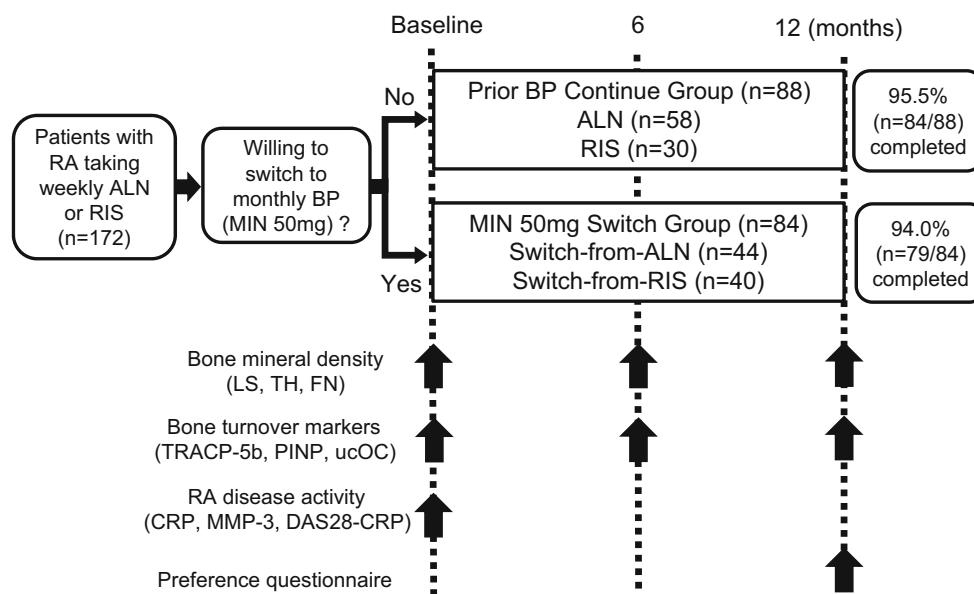 Baseline
6
12 (months)
Patients with
RA taking
weekly ALN
or RIS
(n=172)
Willing to
switch to
monthly BP
(MIN 50mg) ?
No
Yes
Prior BP Continue Group (n=88)
ALN (n=58)
RIS (n=30)
95.5%
(n=84/88)
completed
MIN 50mg Switch Group (n=84)
Switch-from-ALN (n=44)
Switch-from-RIS (n=40)
94.0%
(n=79/84)
completed
Bone mineral density
(LS, TH, FN)
Bone turnover markers
(TRACP-5b, PINP, ucOC)
RA disease activity
(CRP, MMP-3, DAS28-CRP)
Preference questionnaire